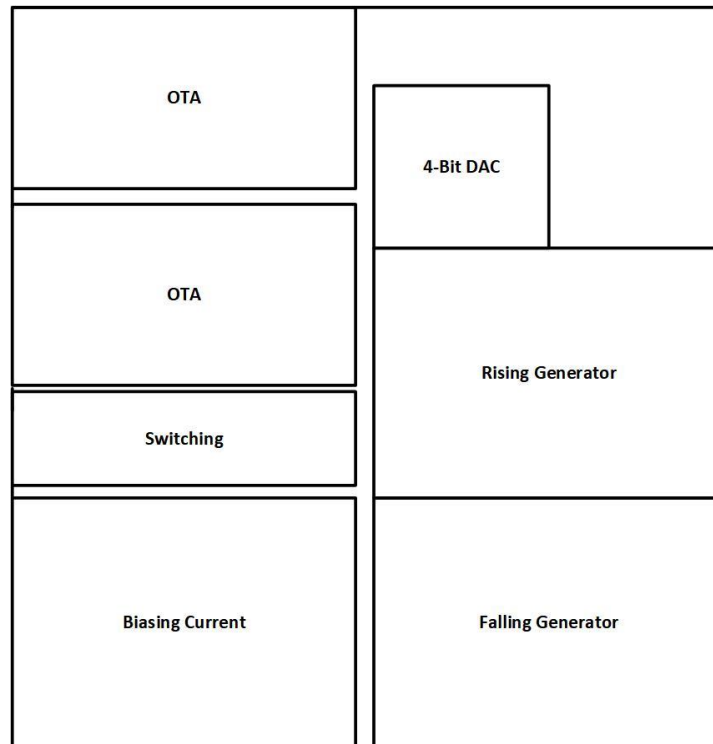 OTA
4-Bit DAC
OTA
Rising Generator
Switching
Biasing Current
Falling Generator